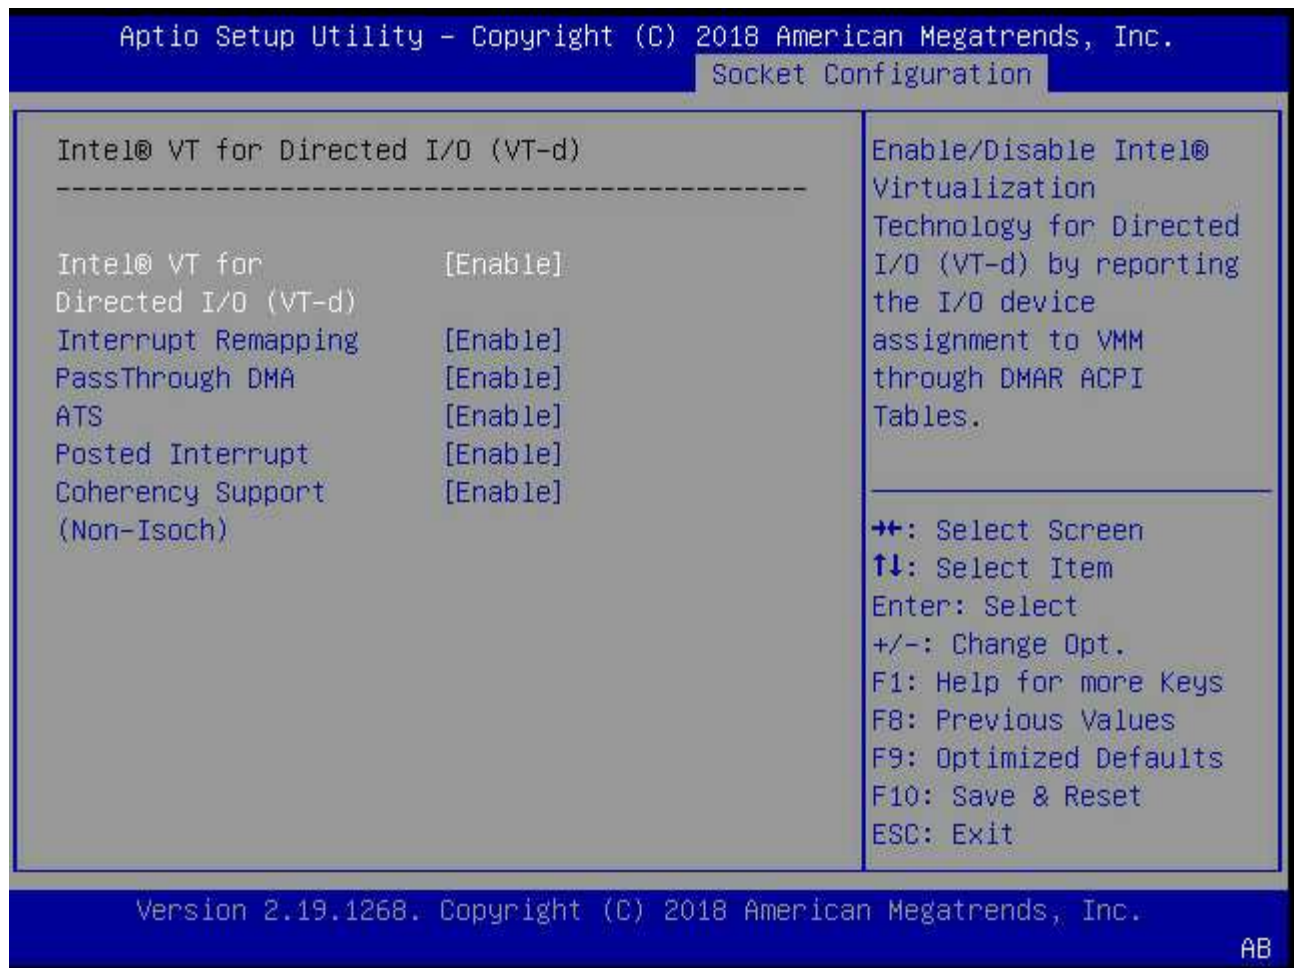 Aptio Setup Utility – Copyright (C) 2018 American Megatrends, Inc.
Socket Configuration
Intel® VT for Directed I/O (VT-d)
-----------------------------------------------
Intel® VT for [Enable]
Directed I/O (VT-d)
Interrupt Remapping [Enable]
PassThrough DMA [Enable]
ATS [Enable]
Posted Interrupt [Enable]
Coherency Support [Enable]
(Non-Isoch)
Enable/Disable Intel®
Virtualization
Technology for Directed
I/O (VT-d) by reporting
the I/O device
assignment to VMM
through DMAR ACPI
Tables.
→←: Select Screen
↑↓: Select Item
Enter: Select
+/-: Change Opt.
F1: Help for more Keys
F8: Previous Values
F9: Optimized Defaults
F10: Save & Reset
ESC: Exit
Version 2.19.1268. Copyright (C) 2018 American Megatrends, Inc.
AB